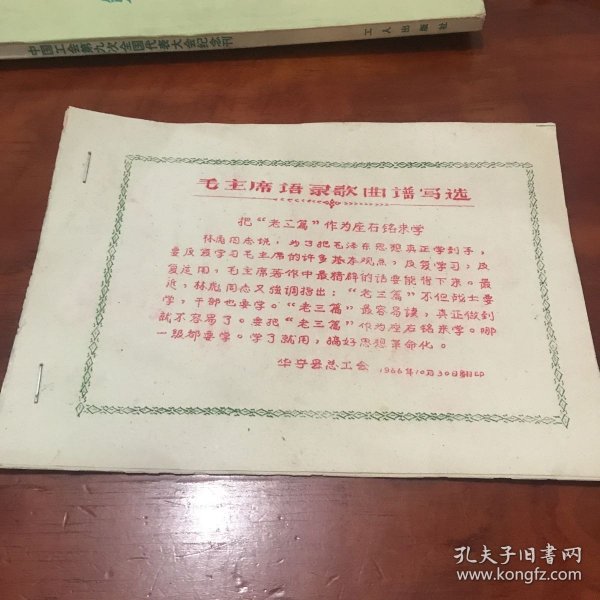 中国工会第九次全国代表大会纪念刊
工人出版社
毛主席语录歌曲谱写选
把“老三篇”作为座右铭来学
林彪同志说，为了把毛泽东思想真正学到手，
要反复学习毛主席的许多基本观点，反复学习，反
复应用，毛主席著作中最精辟的话要能背下来。最
近，林彪同志又强调指出：“老三篇”不但战士要
学，干部也要学。“老三篇”最容易读，真正做到
就不容易了。要把“老三篇”作为座右铭来学。哪
一级都要学。学了就用，搞好思想革命化。
华宁县总工会 1966年10月30日翻印
孔夫子旧书网
www.kongfz.com